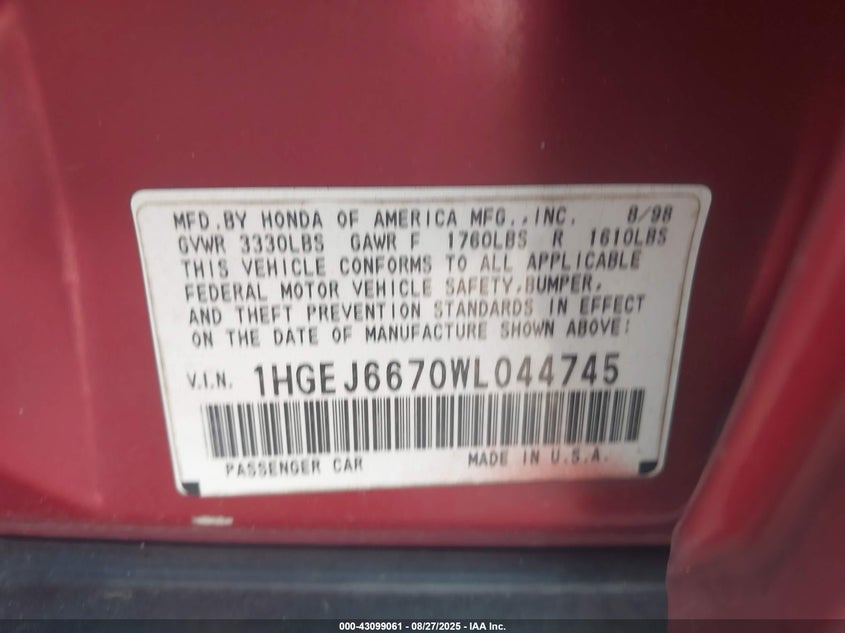 MFD.BY HONDA OF AMERICA MFG.,INC. 8/98
GVWR 3330LBS GAWR F 1760LBS R 1610LBS
THIS VEHICLE CONFORMS TO ALL APPLICABLE
FEDERAL MOTOR VEHICLE SAFETY,BUMPER,
AND THEFT PREVENTION STANDARDS IN EFFECT
ON THE DATE OF MANUFACTURE SHOWN ABOVE:
V.I.N. 1HGEJ6670WL044745
PASSENGER CAR MADE IN U.S.A.
000-43099061 - 08/27/2025 - IAA Inc.